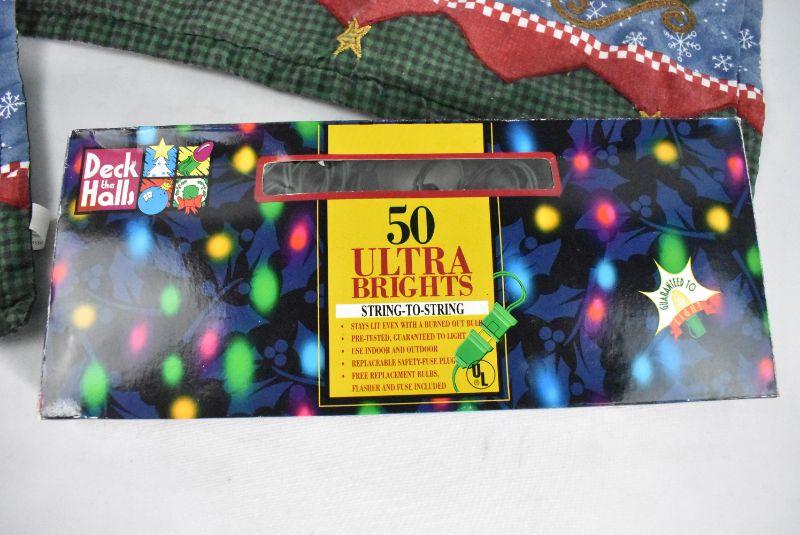 Deck
the
Halls
50
ULTRA
BRIGHTS
STRING-TO-STRING
• STAYS LIT EVEN WITH A BURNED OUT BULB
• PRE-TESTED, GUARANTEED TO LIGHT
• USE INDOOR AND OUTDOOR
• REPLACEABLE SAFETY-FUSE PLUG
• FREE REPLACEMENT BULBS,
FLASHER AND FUSE INCLUDED
UL
GUARANTEED TO
LIGHT